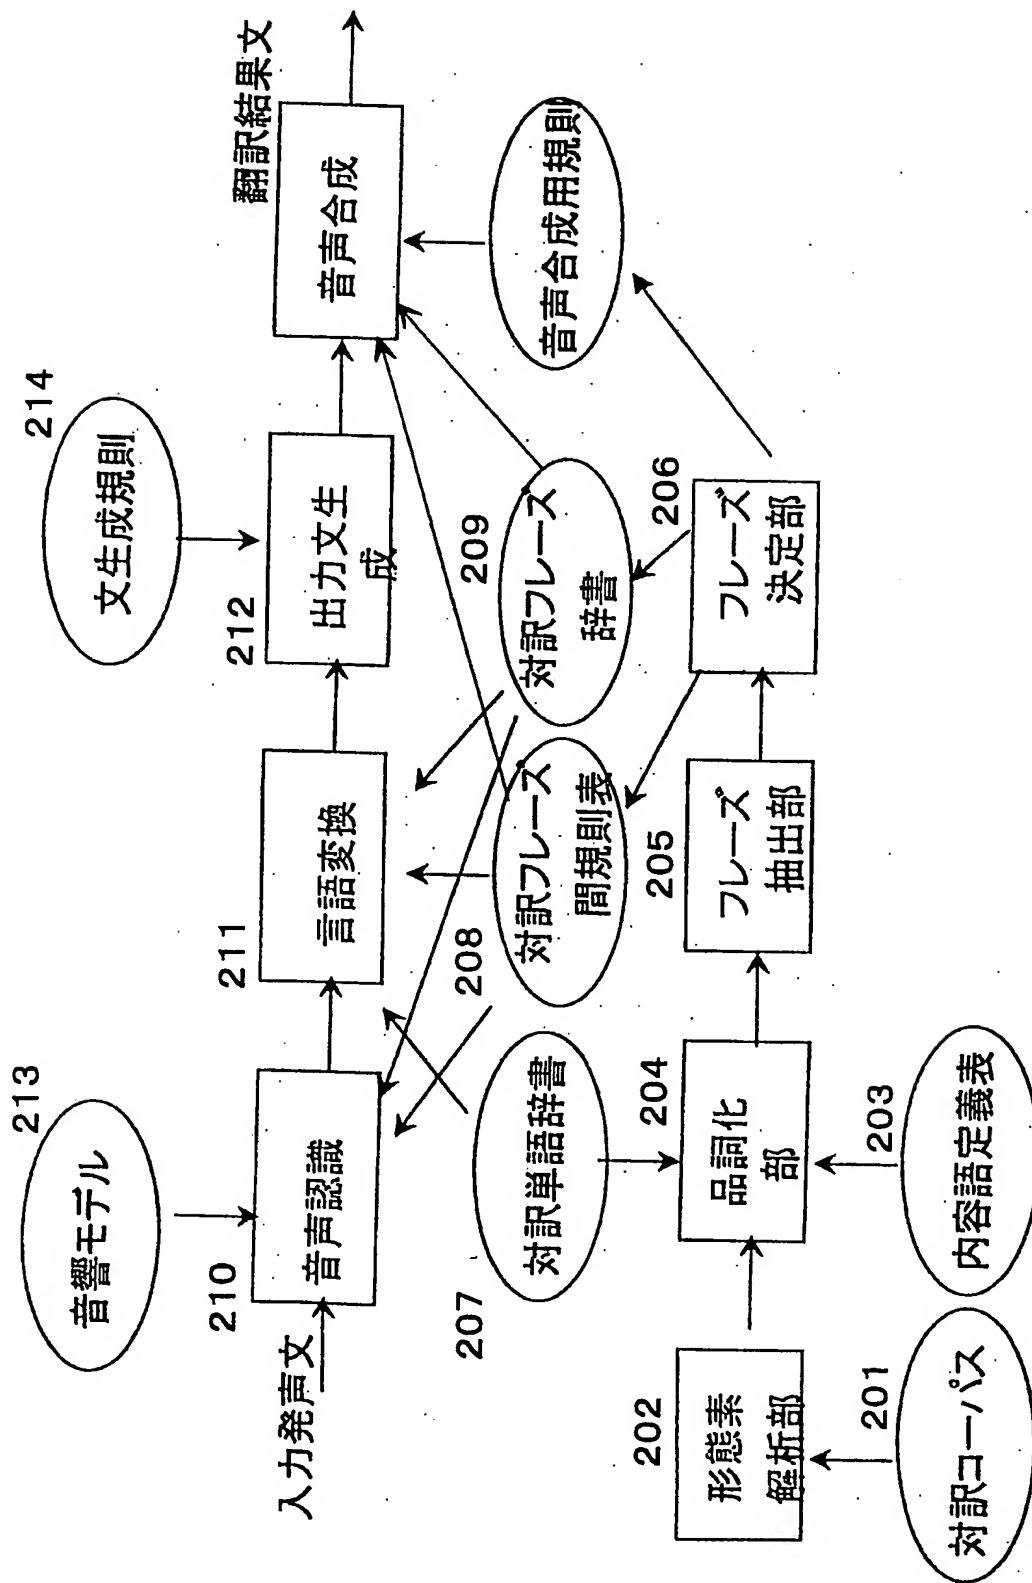 213
音響モデル
214
文生成規則
入力発声文
210
音声認識
211
言語変換
212
出力文生
成
音声合成
翻訳結果文
207
対訳単語辞書
208
対訳フレーズ
間規則表
209
対訳フレーズ
辞書
音声合成用規則
202
形態素
解析部
204
品詞化
部
205
フレーズ
抽出部
206
フレーズ
決定部
201
対訳コーパス
203
内容語定義表